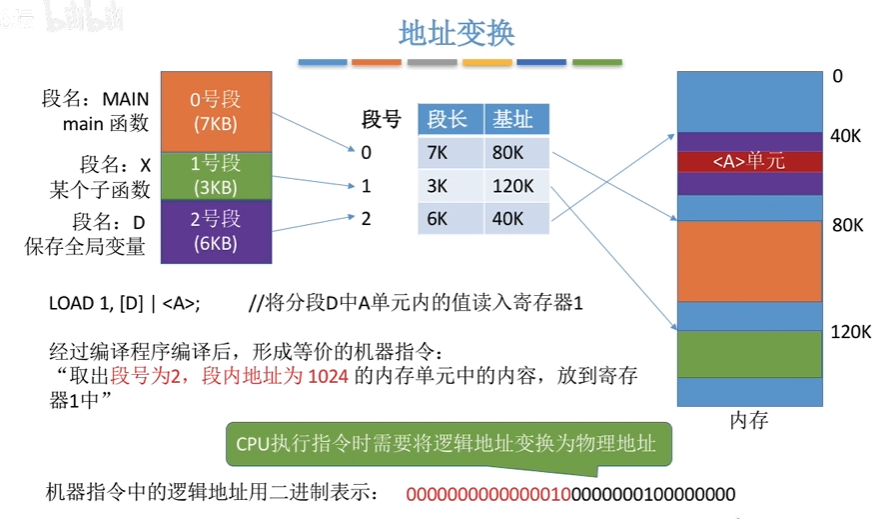 地址变换
段名：MAIN
main 函数
0号段
(7KB)
段名：X
某个子函数
1号段
(3KB)
段名：D
保存全局变量
2号段
(6KB)
段号 段长 基址
0 7K 80K
1 3K 120K
2 6K 40K
0
40K
<A>单元
80K
120K
内存
LOAD 1, [D] | <A>; //将分段D中A单元内的值读入寄存器1
经过编译程序编译后，形成等价的机器指令：
“取出段号为2，段内地址为 1024 的内存单元中的内容，放到寄存
器1中”
CPU执行指令时需要将逻辑地址变换为物理地址
机器指令中的逻辑地址用二进制表示： 00000000000000100000000100000000